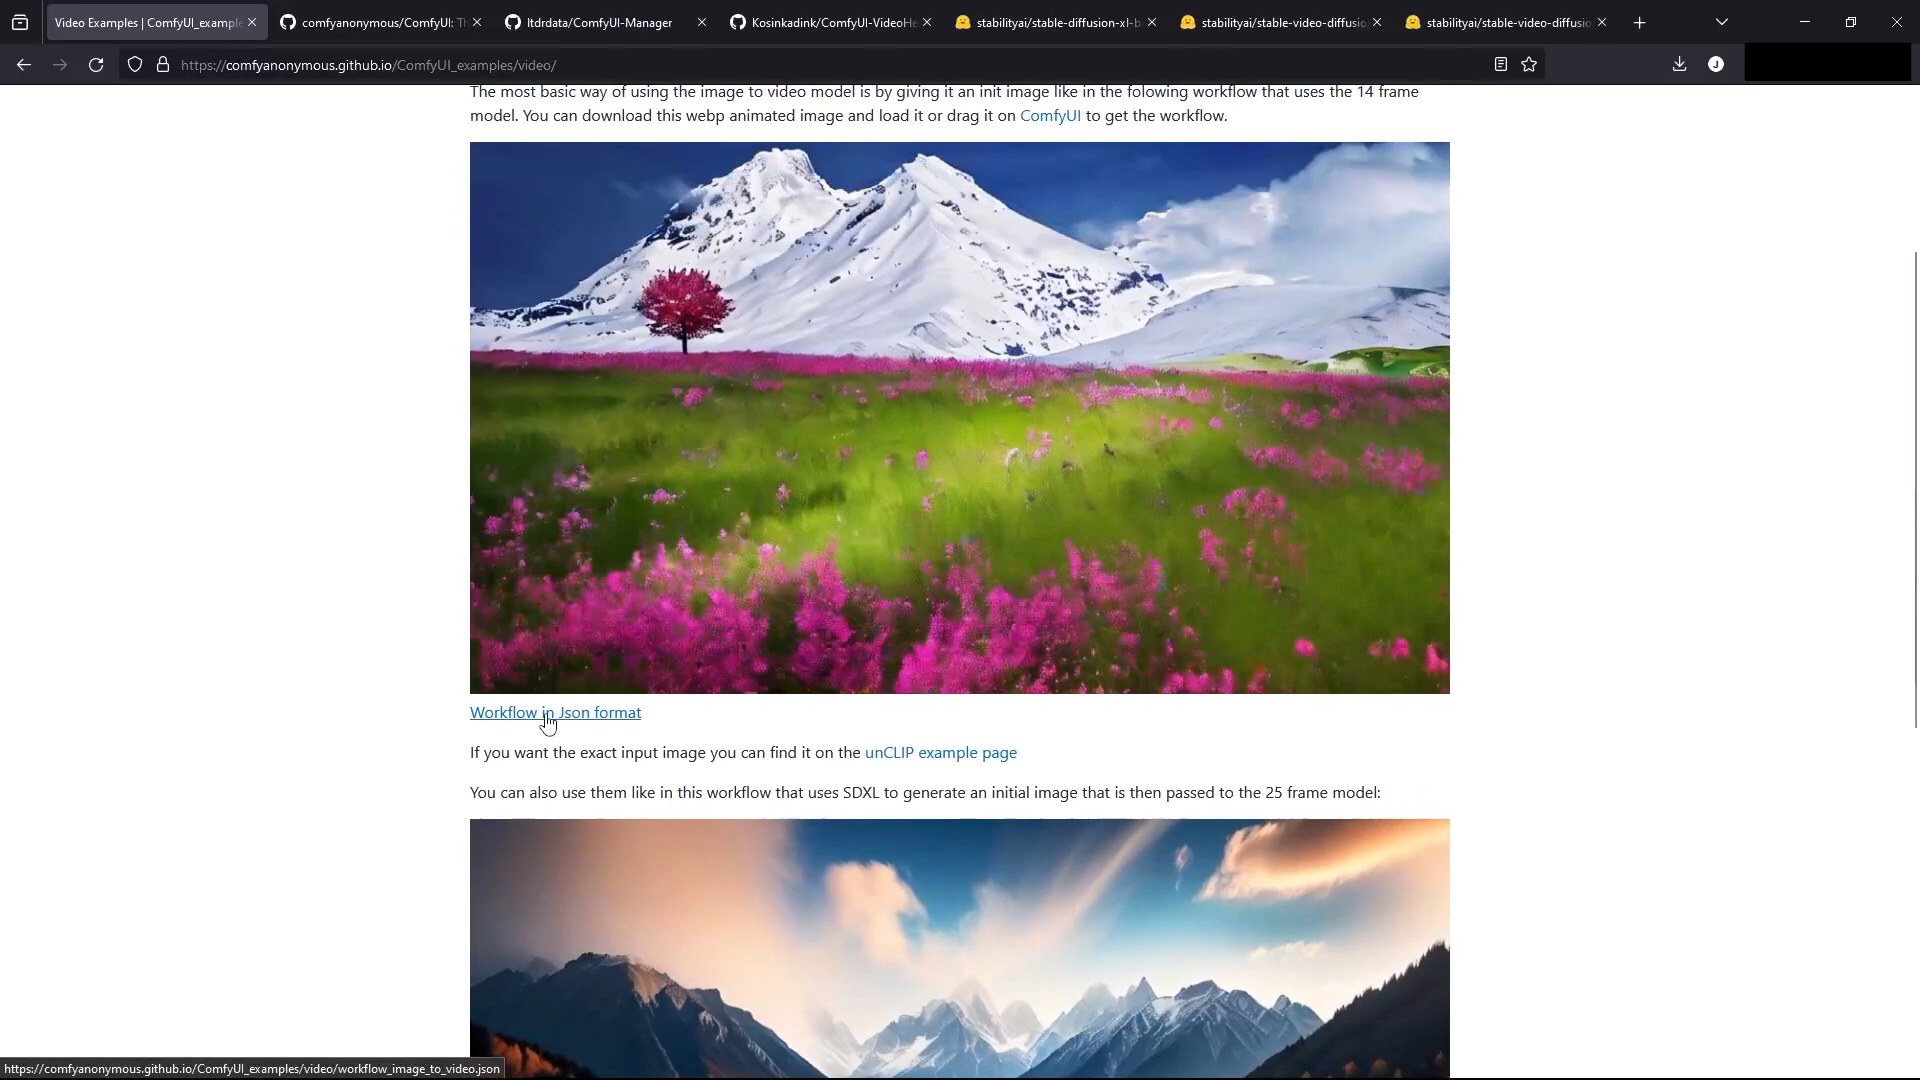 Video Examples | ComfyUI_example
comfyanonymous/ComfyUI: Th
ltdrdata/ComfyUI-Manager
Kosinkadink/ComfyUI-VideoHe
stabilityai/stable-diffusion-xl-b
stabilityai/stable-video-diffusio
stabilityai/stable-video-diffusio
https://comfyanonymous.github.io/ComfyUI_examples/video/
J
The most basic way of using the image to video model is by giving it an init image like in the folowing workflow that uses the 14 frame
model. You can download this webp animated image and load it or drag it on ComfyUI to get the workflow.
Workflow in Json format
If you want the exact input image you can find it on the unCLIP example page
You can also use them like in this workflow that uses SDXL to generate an initial image that is then passed to the 25 frame model:
https://comfyanonymous.github.io/ComfyUI_examples/video/workflow_image_to_video.json